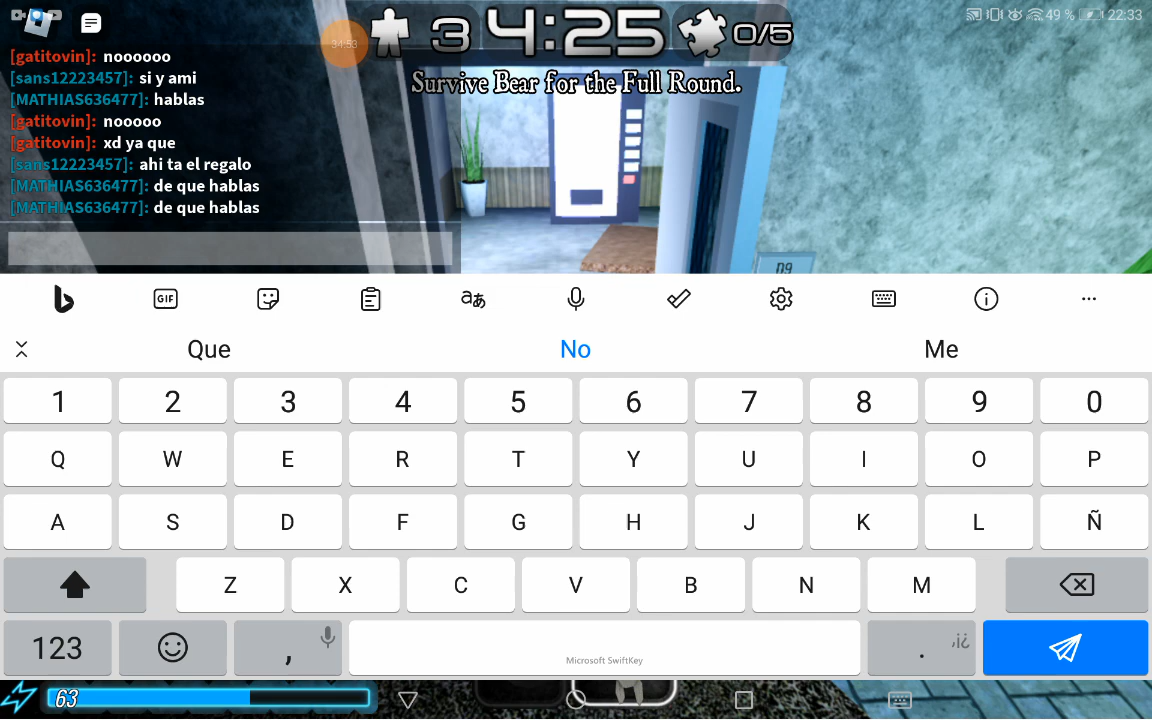 49 % 22:33
34:53
3 4:25 0/5
Survive Bear for the Full Round.
[gatitovin]: noooooo
[sans12223457]: si y ami
[MATHIAS636477]: hablas
[gatitovin]: nooooo
[gatitovin]: xd ya que
[sans12223457]: ahi ta el regalo
[MATHIAS636477]: de que hablas
[MATHIAS636477]: de que hablas
GIF
Que No Me
1 2 3 4 5 6 7 8 9 0
Q W E R T Y U I O P
A S D F G H J K L Ñ
Z X C V B N M
123 , . ,¡¿
Microsoft SwiftKey
63